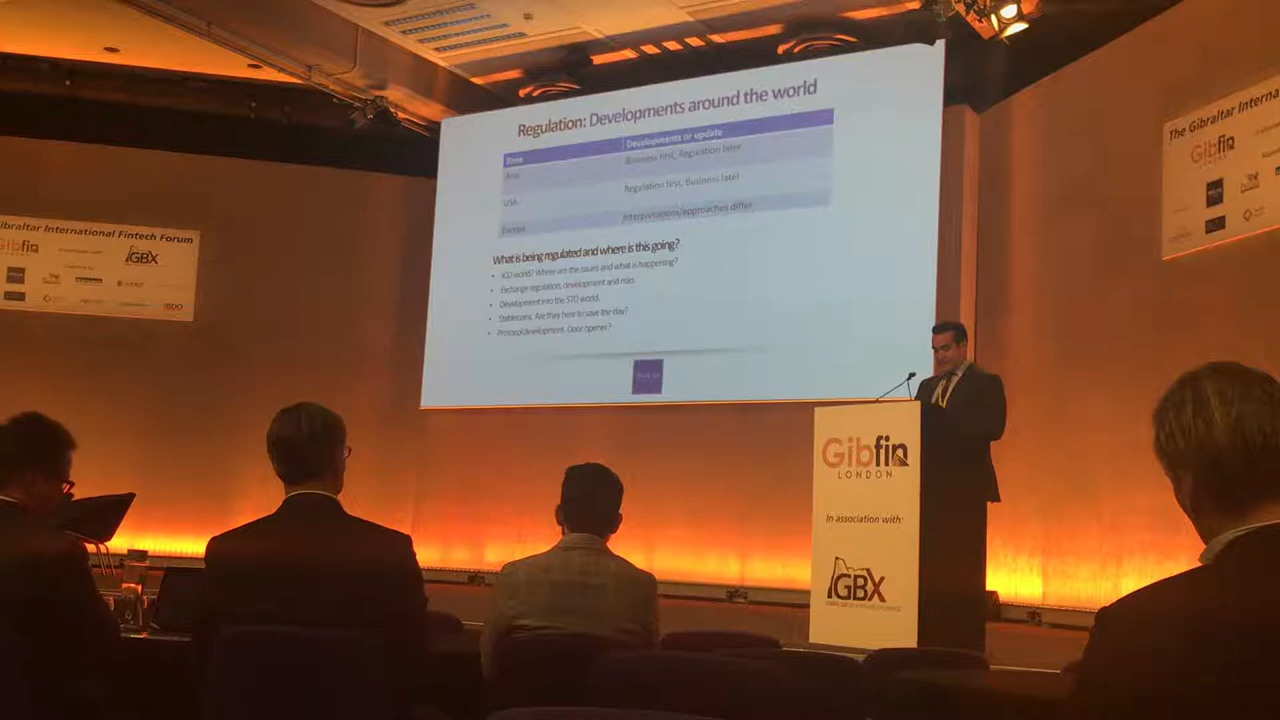 Regulation: Developments around the world
Zone Developments or update
Asia Business first, Regulation later
USA Regulation first, Business later
Europe Interpretations/approaches differ
What is being regulated and where is this going?
• ICO world? Where are the issues and what is happening?
• Exchange regulation, development and risks
• Development into the STO world.
• Stablecoins. Are they here to save the day?
• Protocol development. Door opener?
ibraltar International Fintech Forum
Gibfin
GBX
BDO
The Gibraltar Interna
Gibfin
LONDON
Gibfin
LONDON
In association with:
GBX